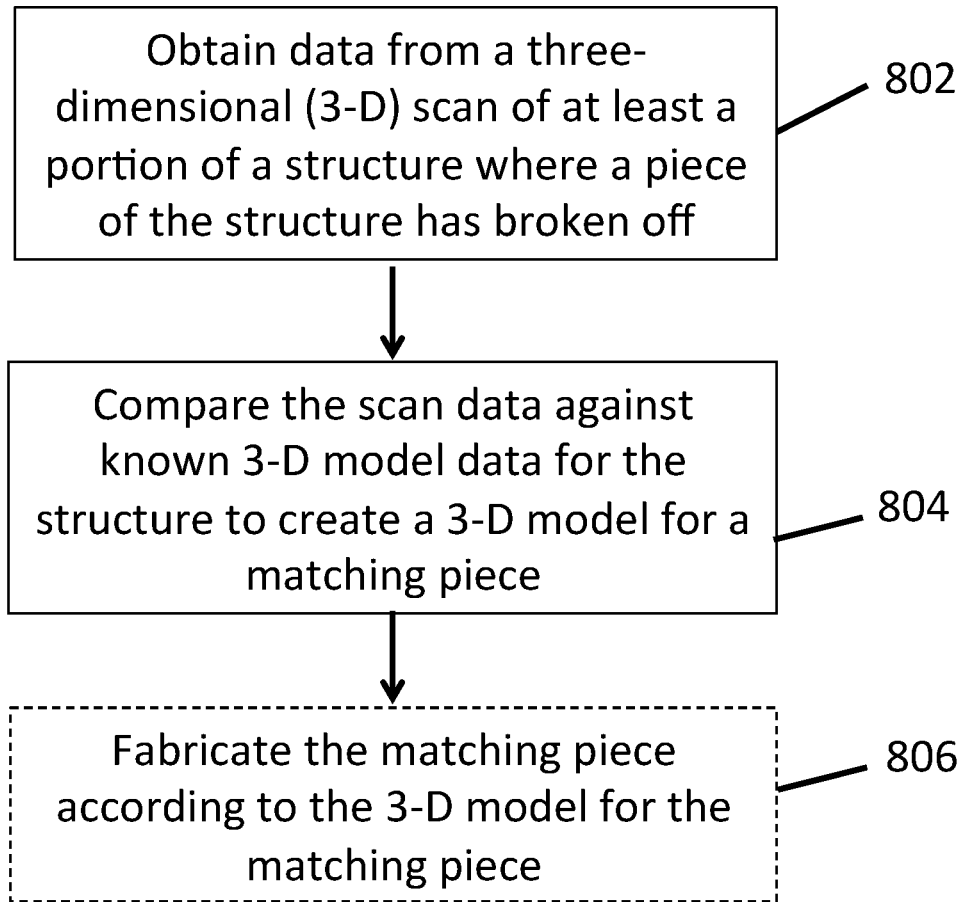 Obtain data from a three-
dimensional (3-D) scan of at least a
portion of a structure where a piece
of the structure has broken off
802
Compare the scan data against
known 3-D model data for the
structure to create a 3-D model for a
matching piece
804
Fabricate the matching piece
according to the 3-D model for the
matching piece
806